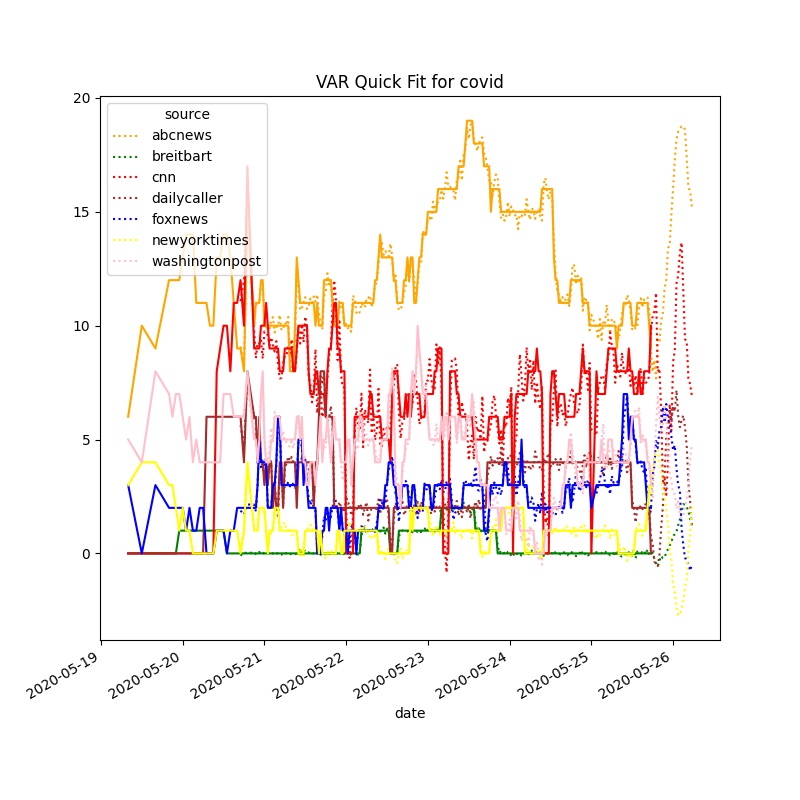 VAR Quick Fit for covid
20
15
10
5
0
source
abcnews
breitbart
cnn
dailycaller
foxnews
newyorktimes
washingtonpost
2020-05-19
2020-05-20
2020-05-21
2020-05-22
2020-05-23
2020-05-24
2020-05-25
2020-05-26
date